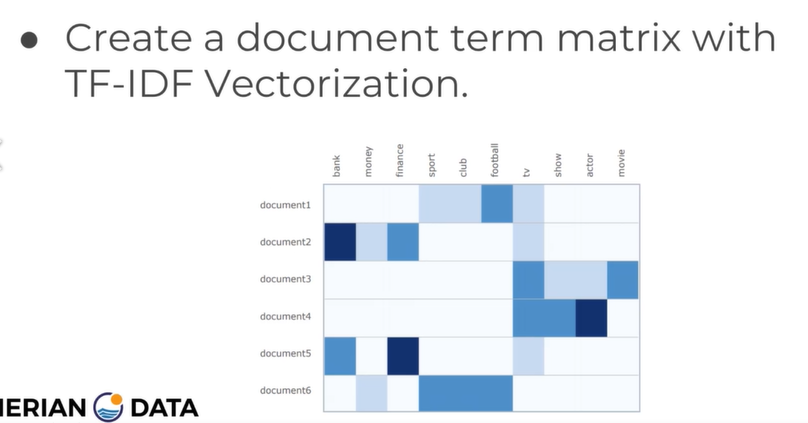 ● Create a document term matrix with
TF-IDF Vectorization.
bank money finance sport club football tv show actor movie
document1
document2
document3
document4
document5
document6
IERIAN DATA